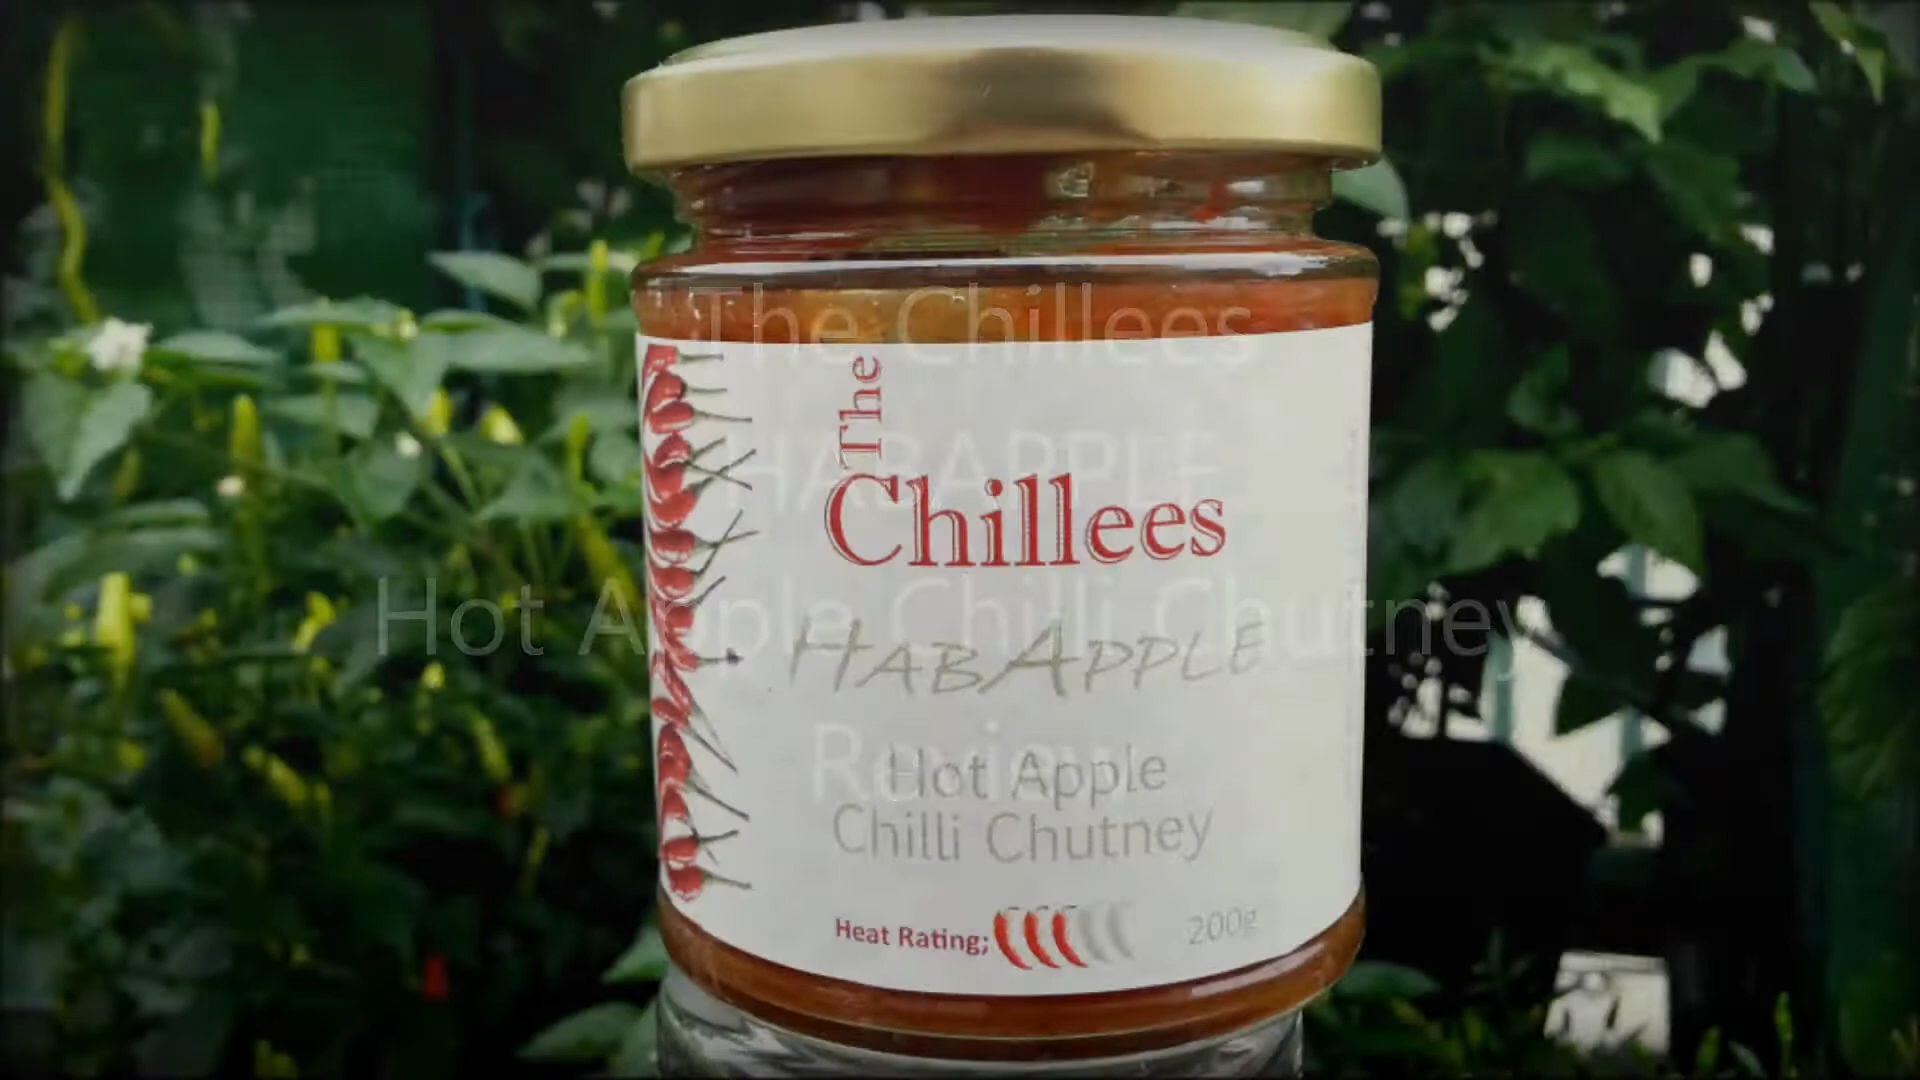 The Chillees
HABAPPLE
Hot Apple Chilli Chutney
Review
The
Chillees
HABAPPLE
Hot Apple
Chilli Chutney
Heat Rating;
200g